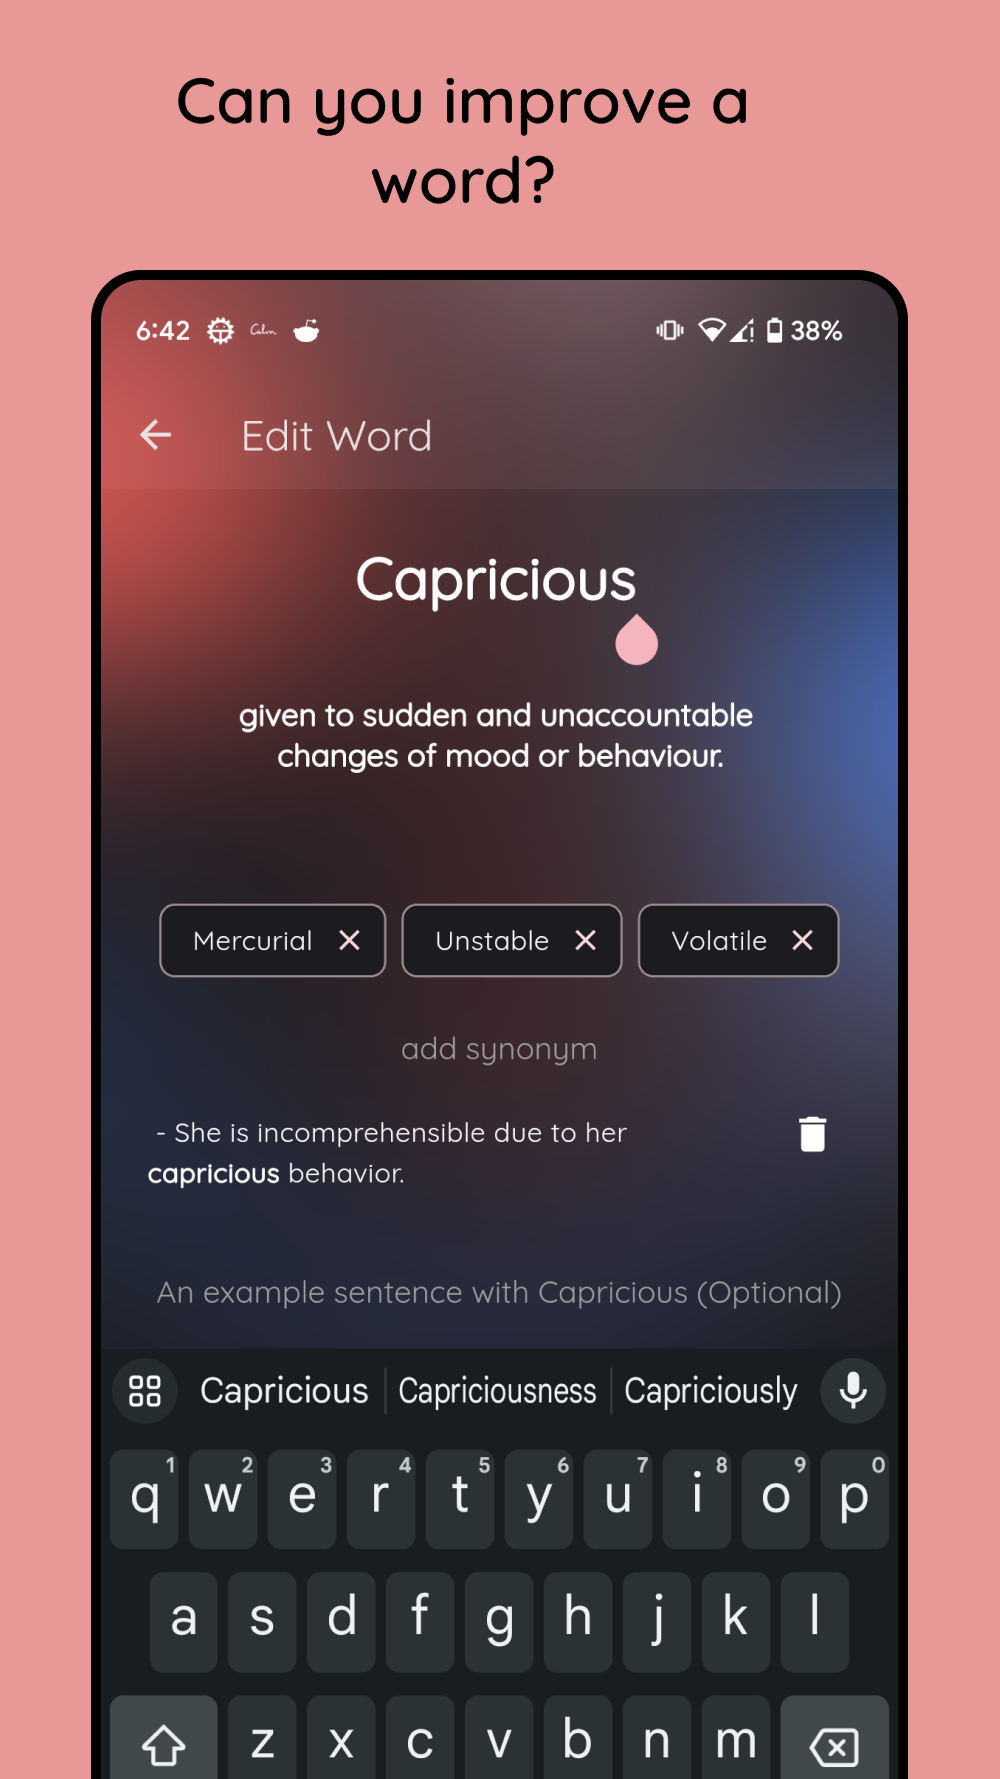 Can you improve a
word?
6:42 Calm 38%
Edit Word
Capricious
given to sudden and unaccountable
changes of mood or behaviour.
Mercurial Unstable Volatile
add synonym
- She is incomprehensible due to her
capricious behavior.
An example sentence with Capricious (Optional)
Capricious Capriciousness Capriciously
1 2 3 4 5 6 7 8 9 0
q w e r t y u i o p
a s d f g h j k l
z x c v b n m